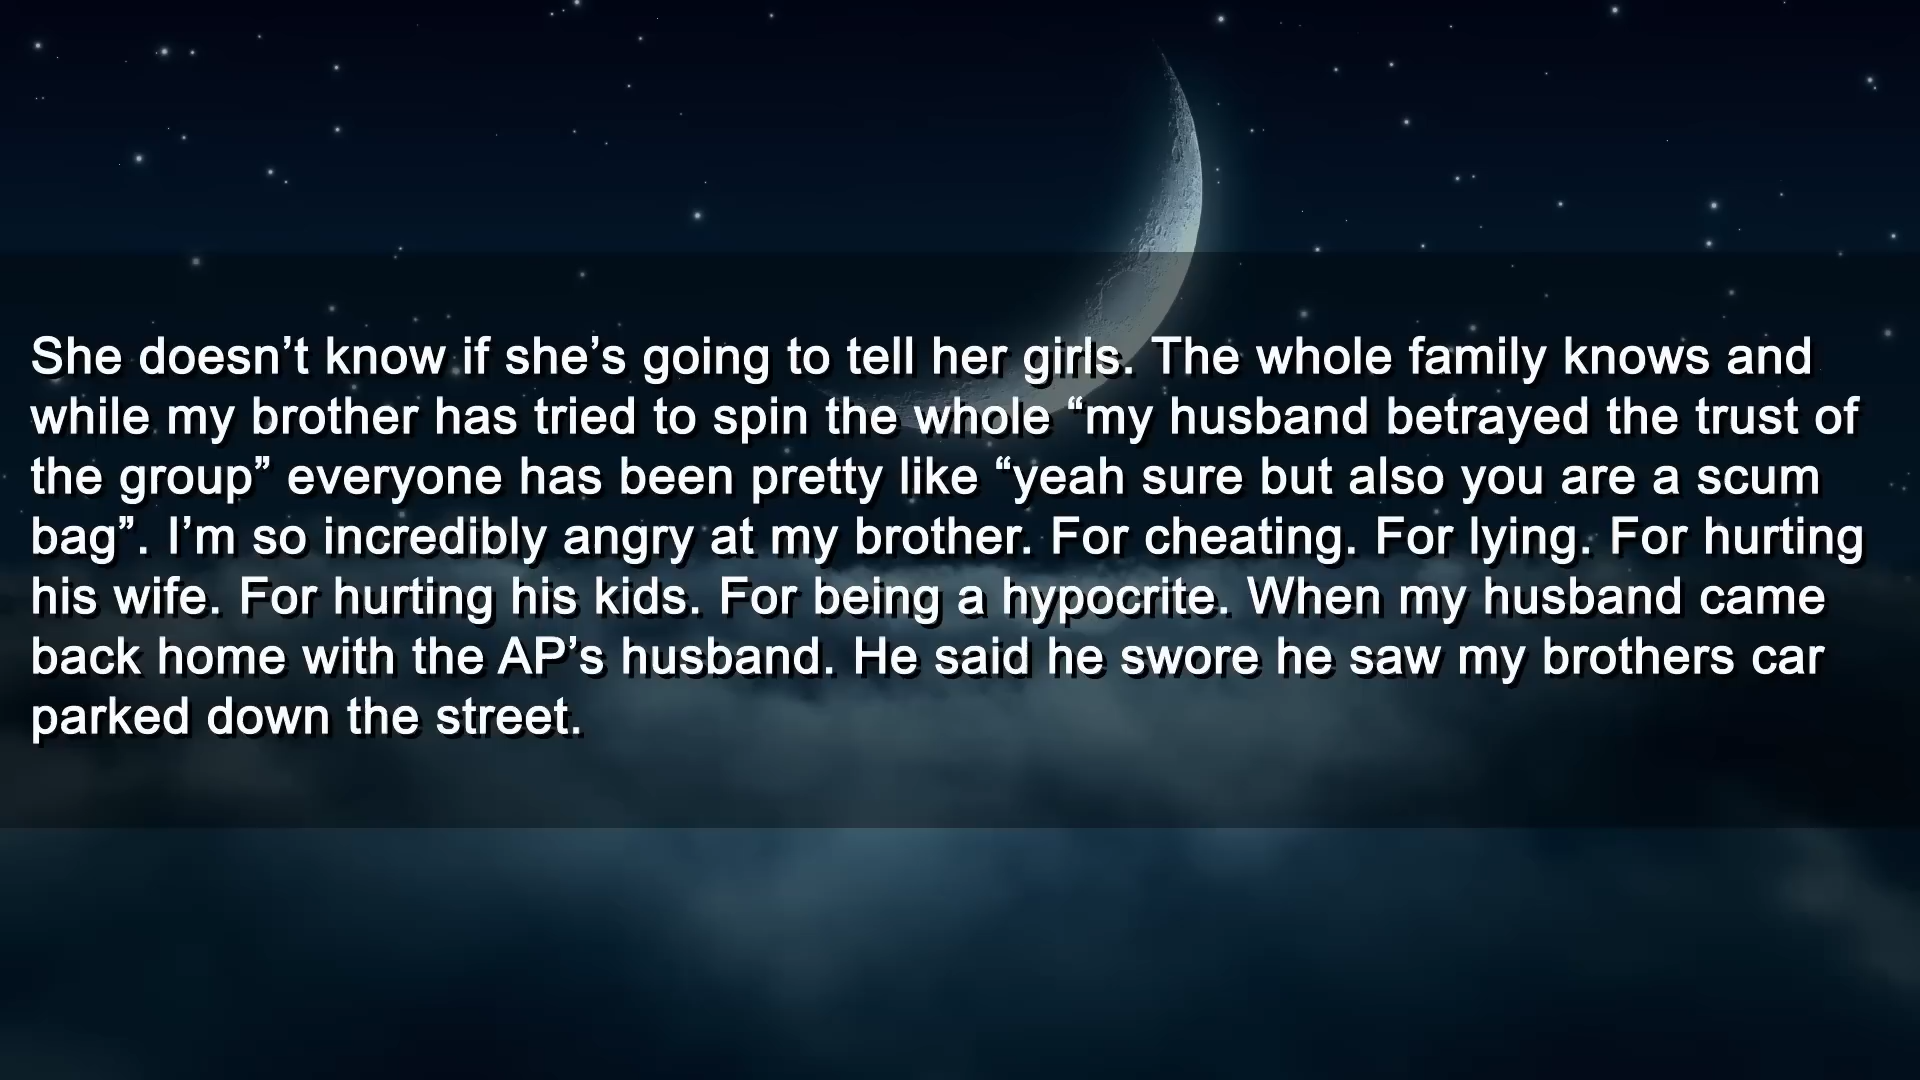 She doesn’t know if she’s going to tell her girls. The whole family knows and
while my brother has tried to spin the whole “my husband betrayed the trust of
the group” everyone has been pretty like “yeah sure but also you are a scum
bag”. I’m so incredibly angry at my brother. For cheating. For lying. For hurting
his wife. For hurting his kids. For being a hypocrite. When my husband came
back home with the AP’s husband. He said he swore he saw my brothers car
parked down the street.